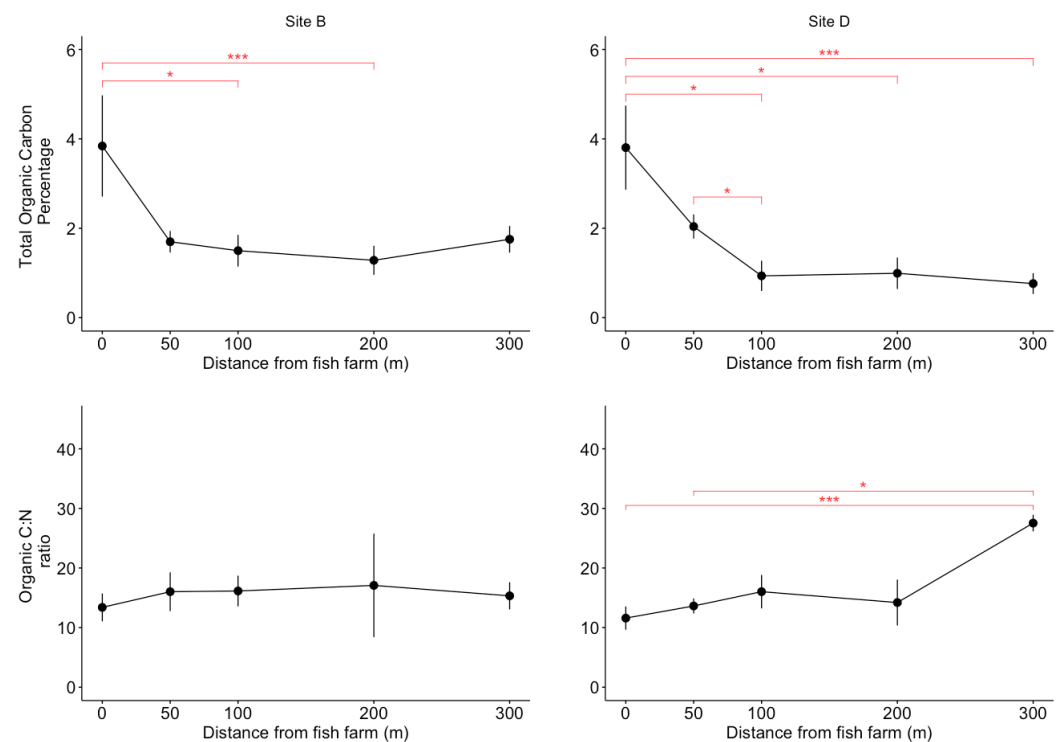 Site B
Total Organic Carbon
Percentage
6
4
2
0
***
*
0 50 100 200 300
Distance from fish farm (m)
Site D
6
4
2
0
***
*
*
*
0 50 100 200 300
Distance from fish farm (m)
Organic C:N
ratio
40
30
20
10
0
0 50 100 200 300
Distance from fish farm (m)
40
30
20
10
0
*
***
0 50 100 200 300
Distance from fish farm (m)